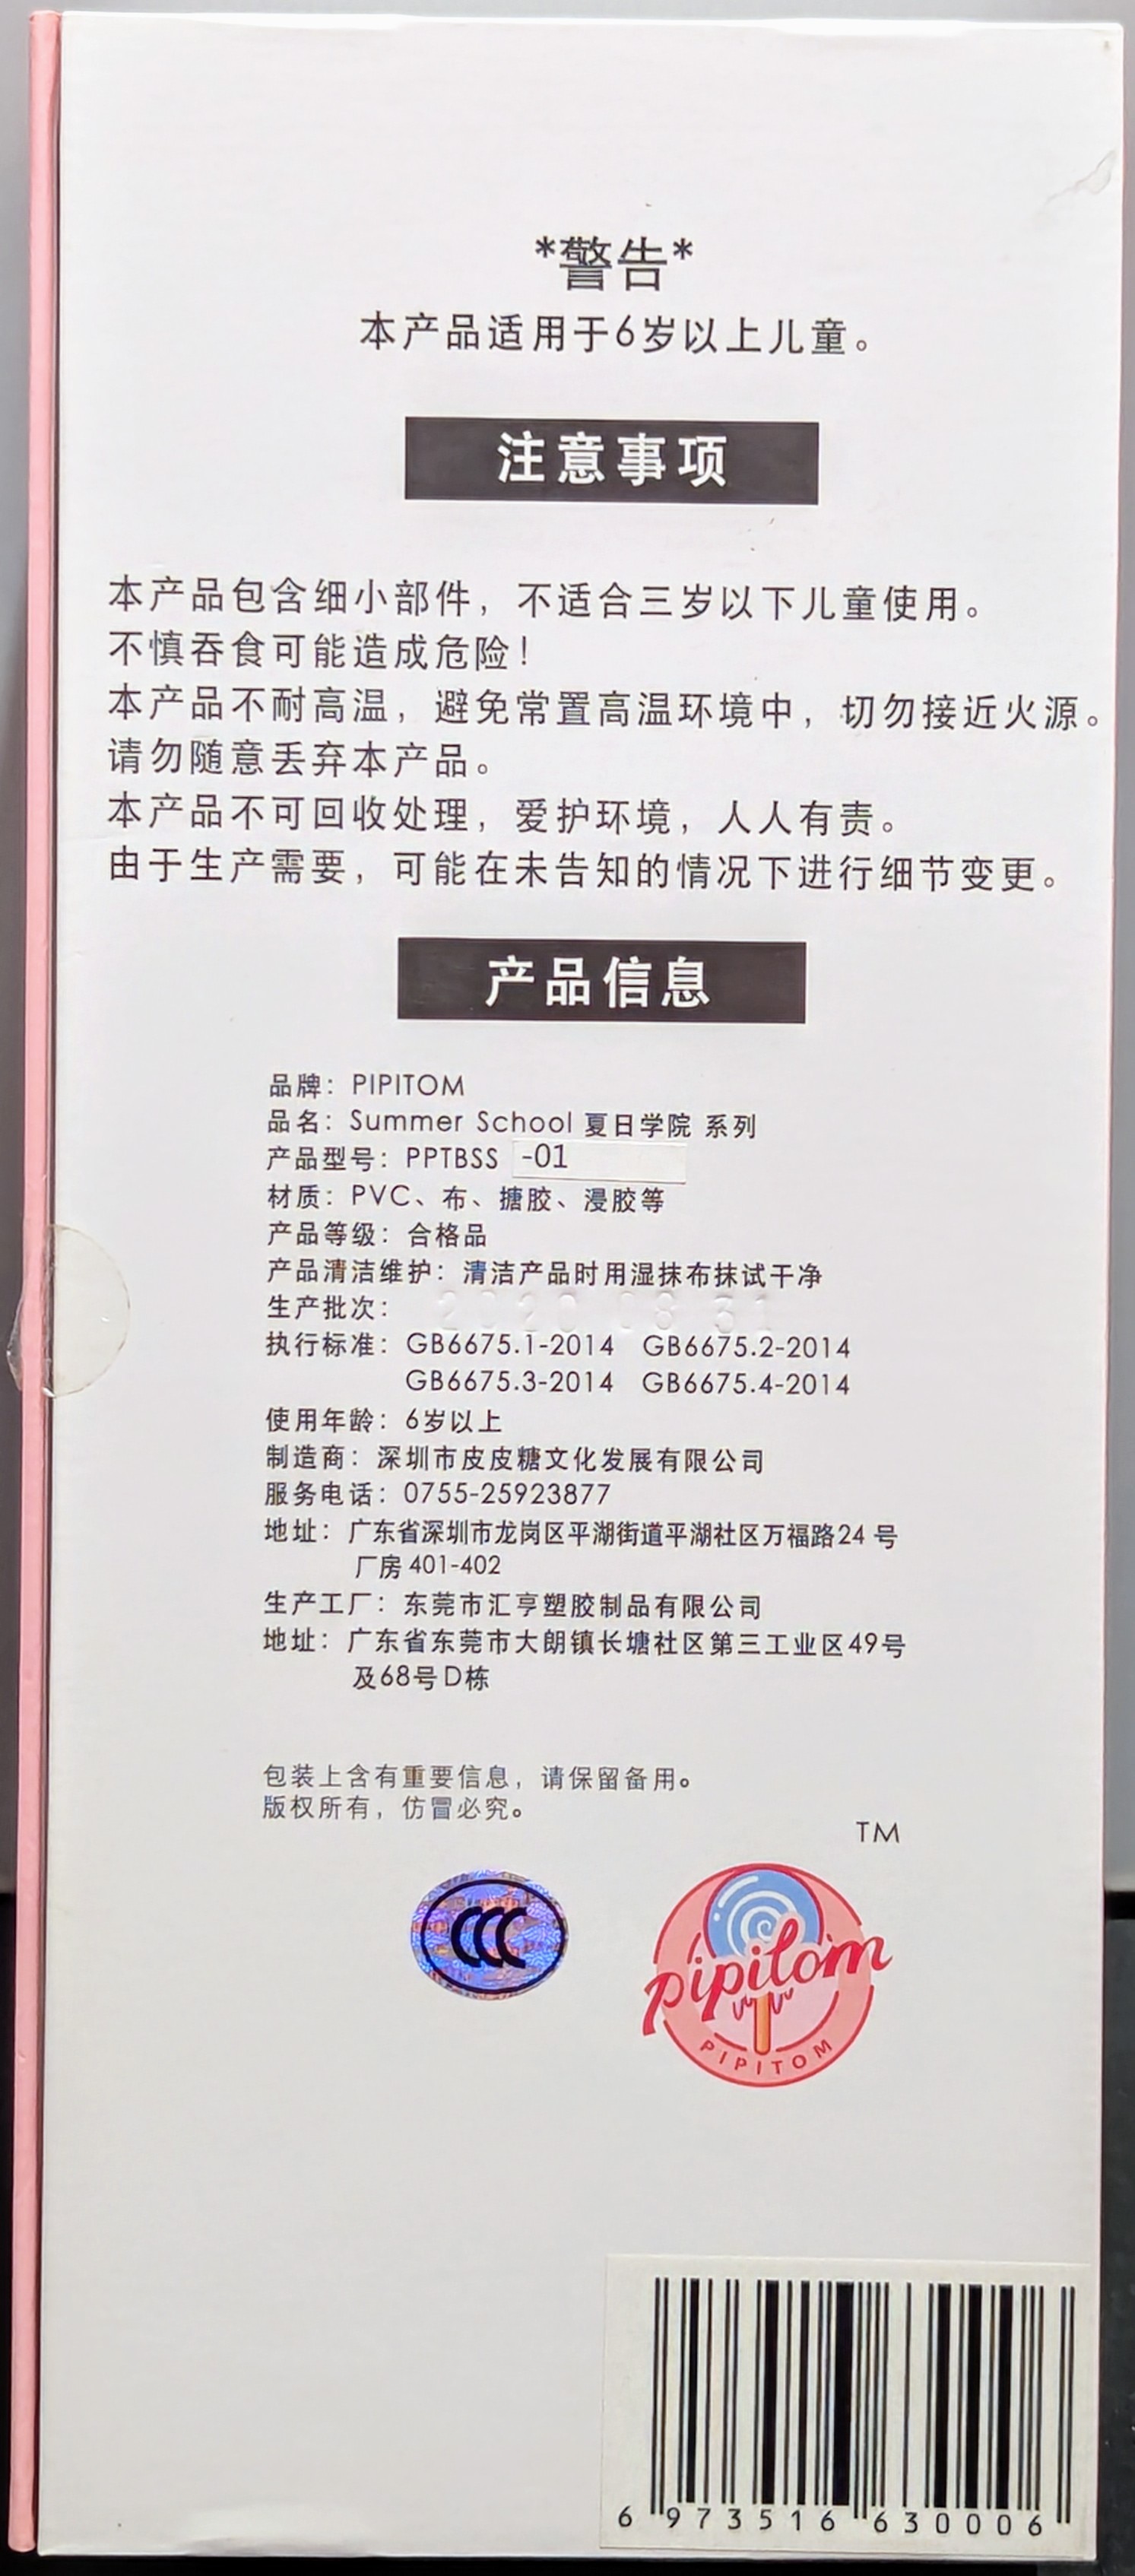 *警告*
本产品适用于6岁以上儿童。
注意事项
本产品包含细小部件，不适合三岁以下儿童使用。
不慎吞食可能造成危险！
本产品不耐高温，避免常置高温环境中，切勿接近火源。
请勿随意丢弃本产品。
本产品不可回收处理，爱护环境，人人有责。
由于生产需要，可能在未告知的情况下进行细节变更。
产品信息
品牌：PIPITOM
品名：Summer School 夏日学院 系列
产品型号：PPTBSS -01
材质：PVC、布、搪胶、浸胶等
产品等级：合格品
产品清洁维护：清洁产品时用湿抹布抹试干净
生产批次：2020 08 31
执行标准：GB6675.1-2014 GB6675.2-2014
GB6675.3-2014 GB6675.4-2014
使用年龄：6岁以上
制造商：深圳市皮皮糖文化发展有限公司
服务电话：0755-25923877
地址：广东省深圳市龙岗区平湖街道平湖社区万福路24 号
厂房 401-402
生产工厂：东莞市汇亨塑胶制品有限公司
地址：广东省东莞市大朗镇长塘社区第三工业区49号
及68号D栋
包装上含有重要信息，请保留备用。
版权所有，仿冒必究。
TM
CCC
pipitom
PIPITOM
6 973516 630006